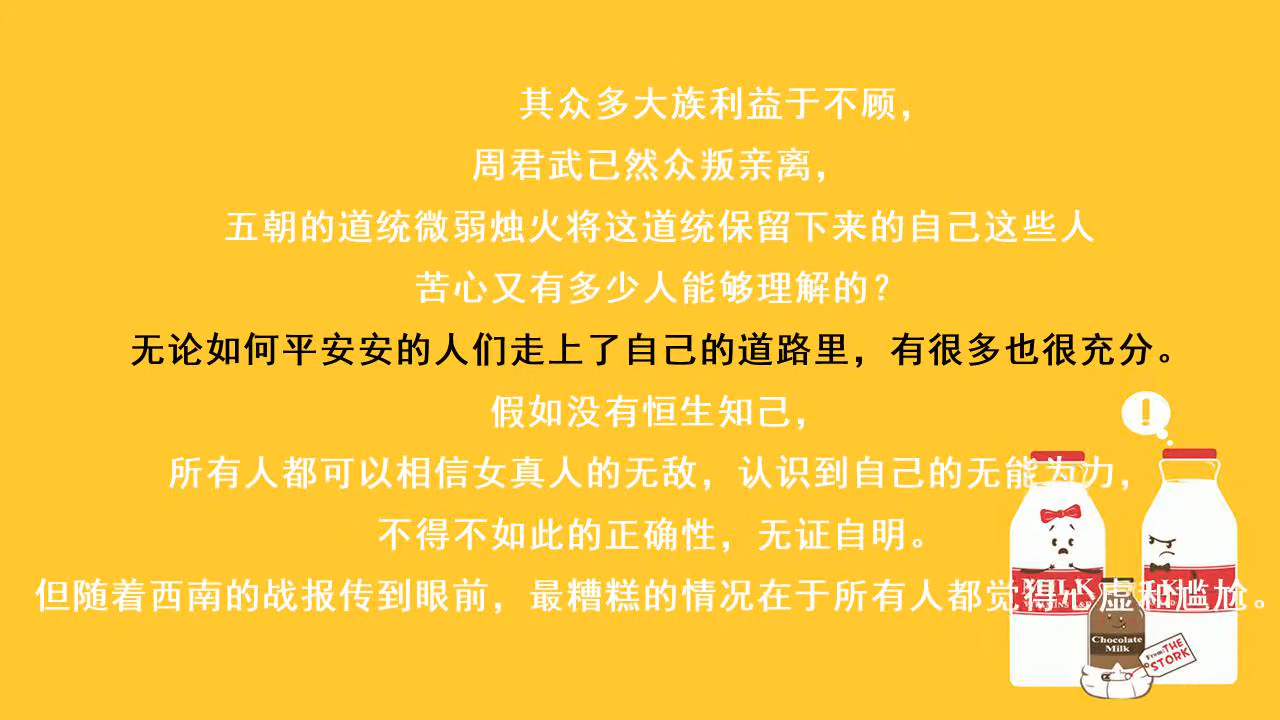 其众多大族利益于不顾，
周君武已然众叛亲离，
五朝的道统微弱烛火将这道统保留下来的自己这些人
苦心又有多少人能够理解的？
无论如何平安安的人们走上了自己的道路里，有很多也很充分。
假如没有恒生知己，
所有人都可以相信女真人的无敌，认识到自己的无能为力，
不得不如此的正确性，无证自明。
但随着西南的战报传到眼前，最糟糕的情况在于所有人都觉得心虚和尴尬。
!
MILK
Chocolate
Milk
From: THE
STORK